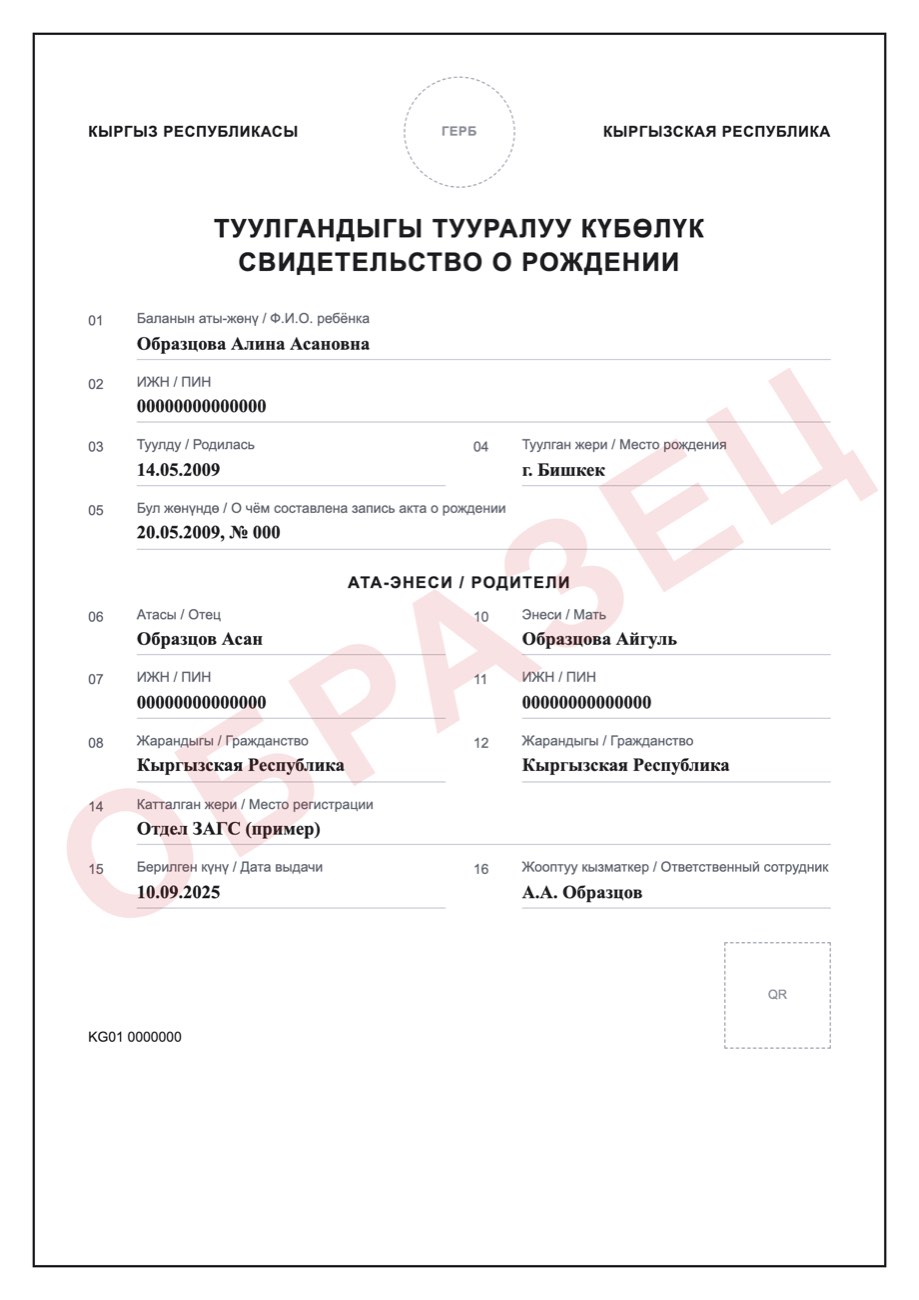 КЫРГЫЗ РЕСПУБЛИКАСЫ
ГЕРБ
КЫРГЫЗСКАЯ РЕСПУБЛИКА
ТУУЛГАНДЫГЫ ТУУРАЛУУ КҮБӨЛҮК
СВИДЕТЕЛЬСТВО О РОЖДЕНИИ
01 Баланын аты-жөнү / Ф.И.О. ребёнка
Образцова Алина Асановна
02 ИЖН / ПИН
00000000000000
03 Туулду / Родилась
14.05.2009
04 Туулган жери / Место рождения
г. Бишкек
05 Бул жөнүндө / О чём составлена запись акта о рождении
20.05.2009, № 000
АТА-ЭНЕСИ / РОДИТЕЛИ
06 Атасы / Отец
Образцов Асан
10 Энеси / Мать
Образцова Айгуль
07 ИЖН / ПИН
00000000000000
11 ИЖН / ПИН
00000000000000
08 Жарандыгы / Гражданство
Кыргызская Республика
12 Жарандыгы / Гражданство
Кыргызская Республика
14 Катталган жери / Место регистрации
Отдел ЗАГС (пример)
15 Берилген күнү / Дата выдачи
10.09.2025
16 Жооптуу кызматкер / Ответственный сотрудник
А.А. Образцов
QR
KG01 0000000
ОБРАЗЕЦ